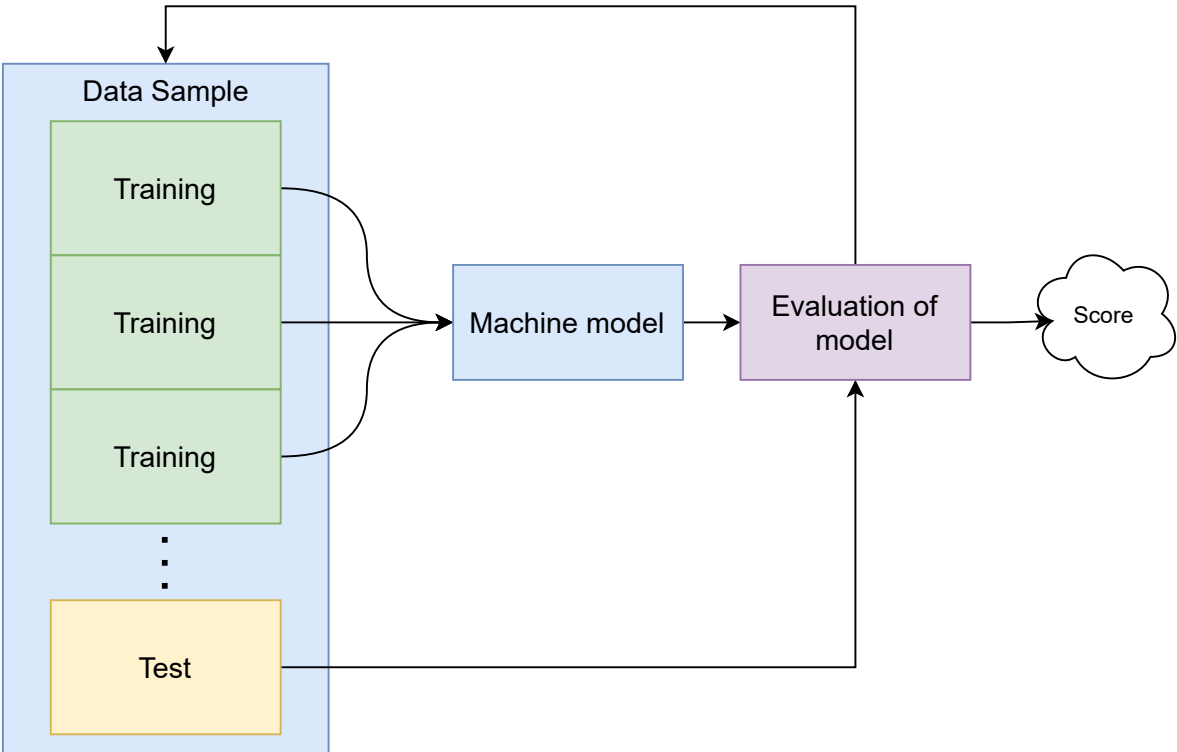 Data Sample
Training
Training
Training
Test
Machine model
Evaluation of
model
Score